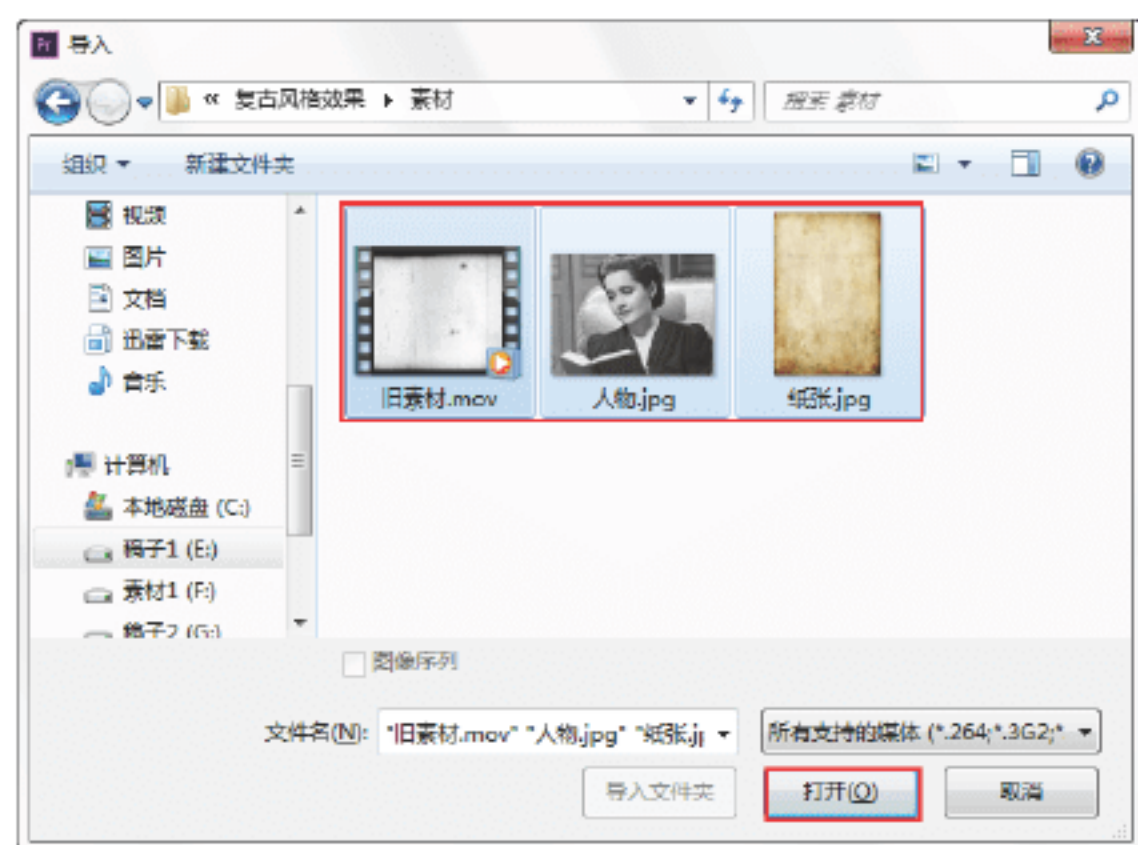 Pr 导入
« 复古风格效果 ▸ 素材
搜索 素材
组织
新建文件夹
视频
图片
文档
迅雷下载
音乐
计算机
本地磁盘 (C:)
稿子1 (E:)
素材1 (F:)
稿子2 (G:)
旧素材.mov
人物.jpg
纸张.jpg
图像序列
文件名(N):
"旧素材.mov" "人物.jpg" "纸张.j
所有支持的媒体 (*.264;*.3G2;*
导入文件夹
打开(O)
取消